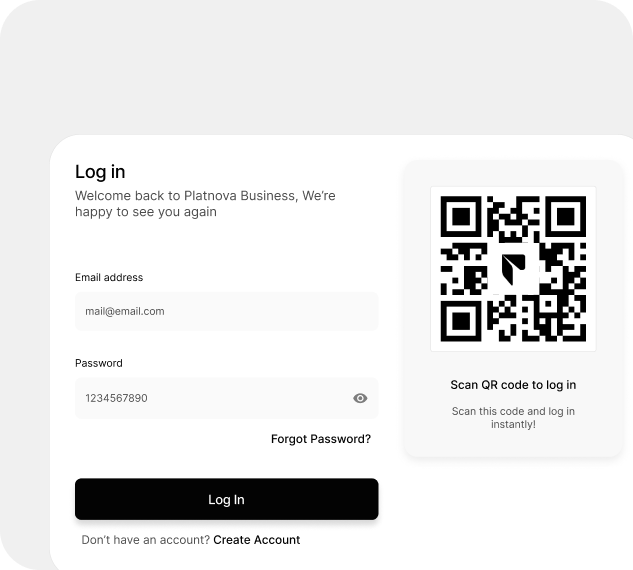 Log in
Welcome back to Platnova Business, We're
happy to see you again
Email address
mail@email.com
Password
1234567890
Forgot Password?
Log In
Don't have an account? Create Account
Scan QR code to log in
Scan this code and log in
instantly!